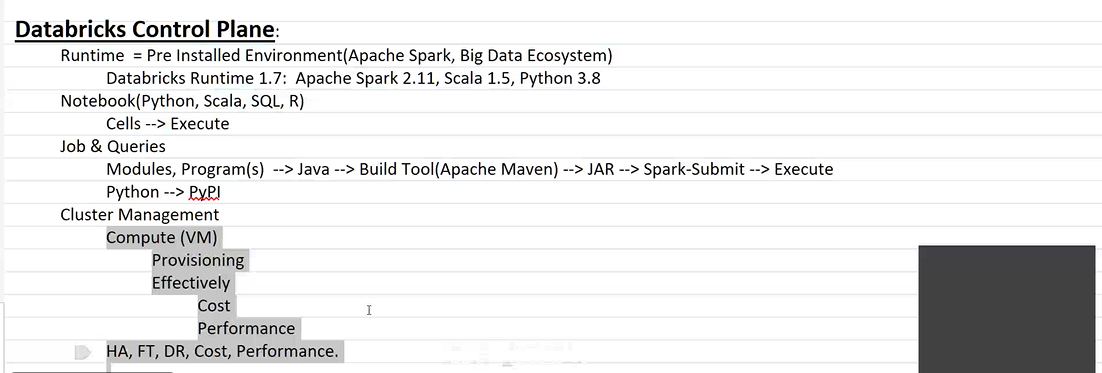 Databricks Control Plane:
Runtime = Pre Installed Environment(Apache Spark, Big Data Ecosystem)
Databricks Runtime 1.7: Apache Spark 2.11, Scala 1.5, Python 3.8
Notebook(Python, Scala, SQL, R)
Cells --> Execute
Job & Queries
Modules, Program(s) --> Java --> Build Tool(Apache Maven) --> JAR --> Spark-Submit --> Execute
Python --> PyPI
Cluster Management
Compute (VM)
Provisioning
Effectively
Cost
Performance
HA, FT, DR, Cost, Performance.